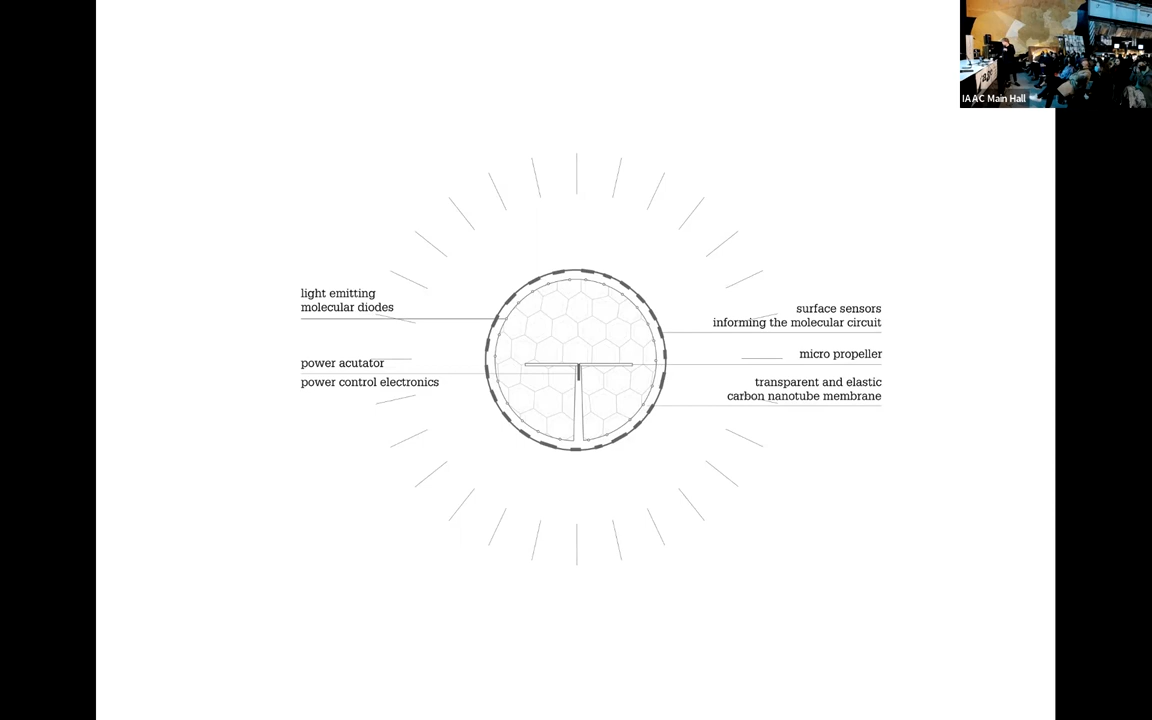 IAAC Main Hall
light emitting
molecular diodes
power acutator
power control electronics
surface sensors
informing the molecular circuit
micro propeller
transparent and elastic
carbon nanotube membrane